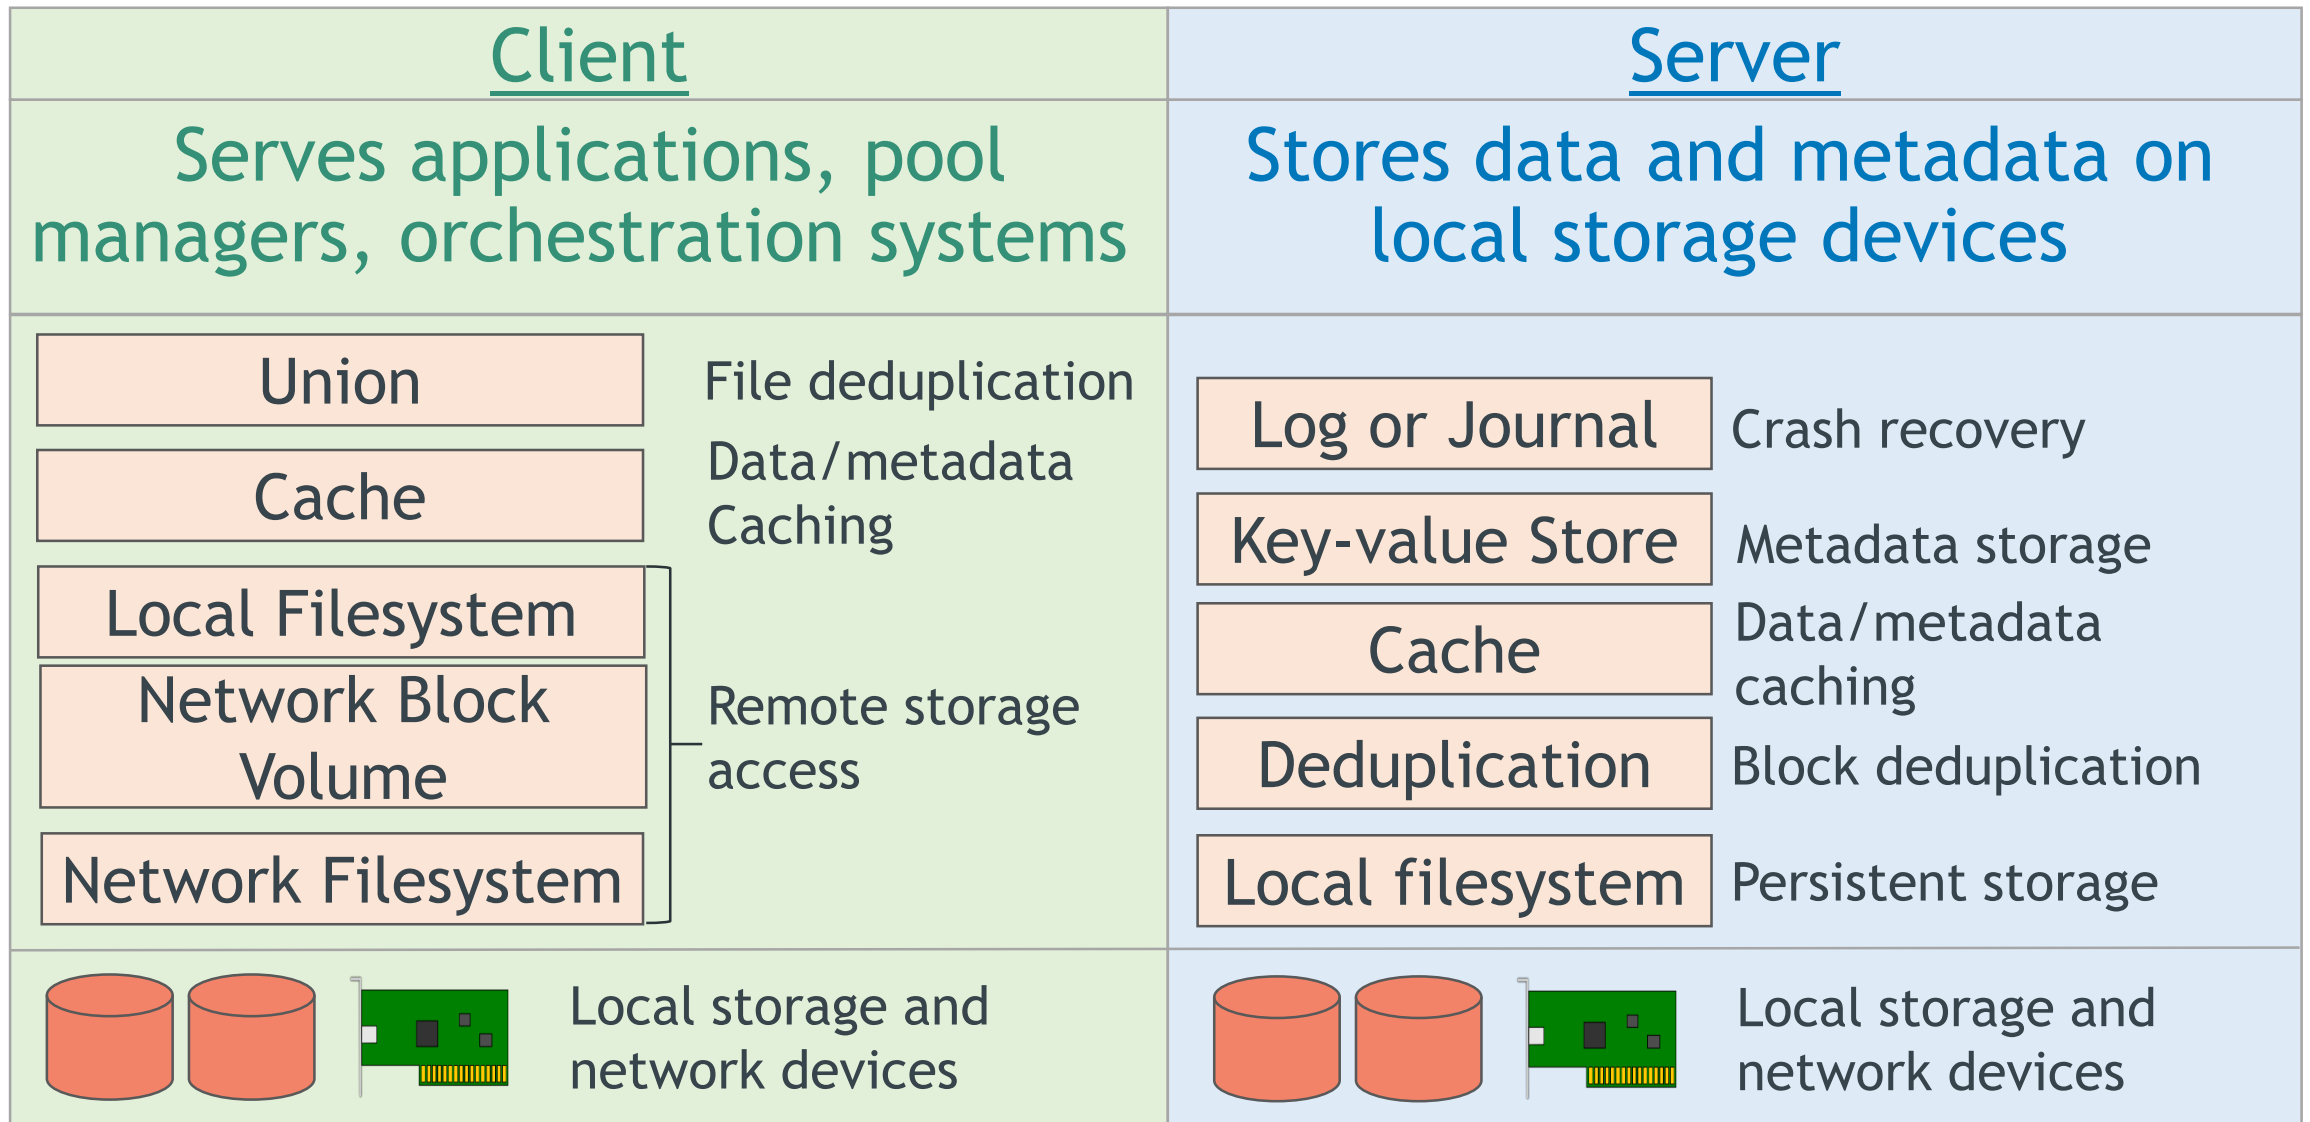 Client
Serves applications, pool
managers, orchestration systems
Union
File deduplication
Cache
Data/metadata
Caching
Local Filesystem
Network Block
Volume
Network Filesystem
Remote storage
access
Local storage and
network devices
Server
Stores data and metadata on
local storage devices
Log or Journal
Crash recovery
Key-value Store
Metadata storage
Cache
Data/metadata
caching
Deduplication
Block deduplication
Local filesystem
Persistent storage
Local storage and
network devices